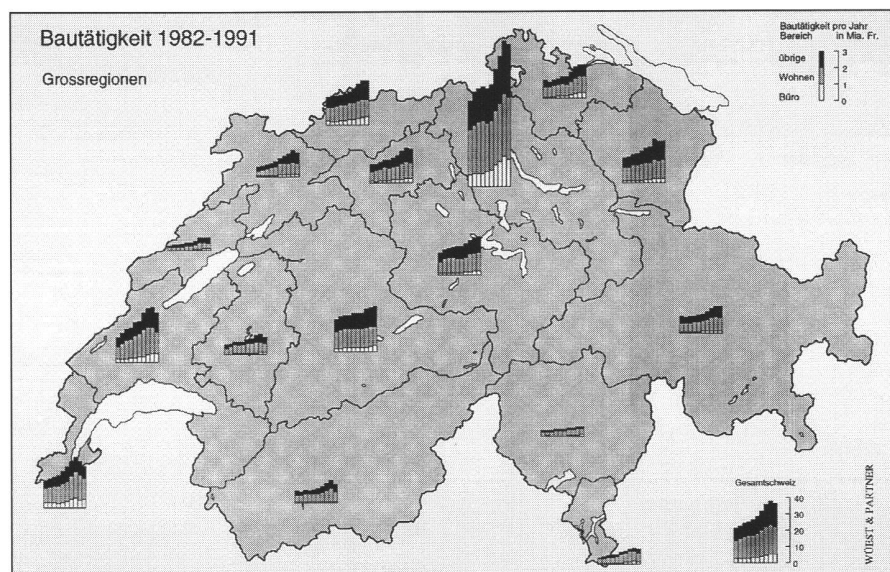 Bautätigkeit 1982-1991
Grossregionen
Bautätigkeit pro Jahr
Bereich in Mia. Fr.
übrige
Wohnen
Büro
3
2
1
0
Gesamtschweiz
40
30
20
10
0
WÜEST & PARTNER